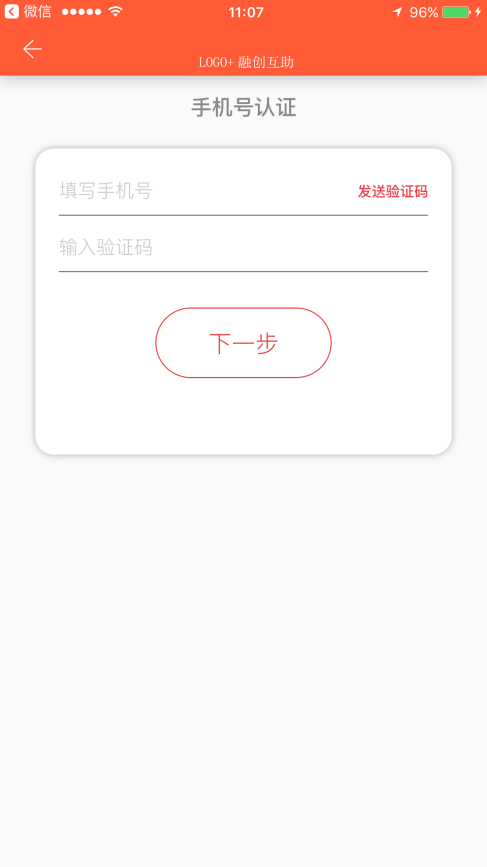 微信 11:07 96%
LOGO+ 融创互助
手机号认证
填写手机号 发送验证码
输入验证码
下一步